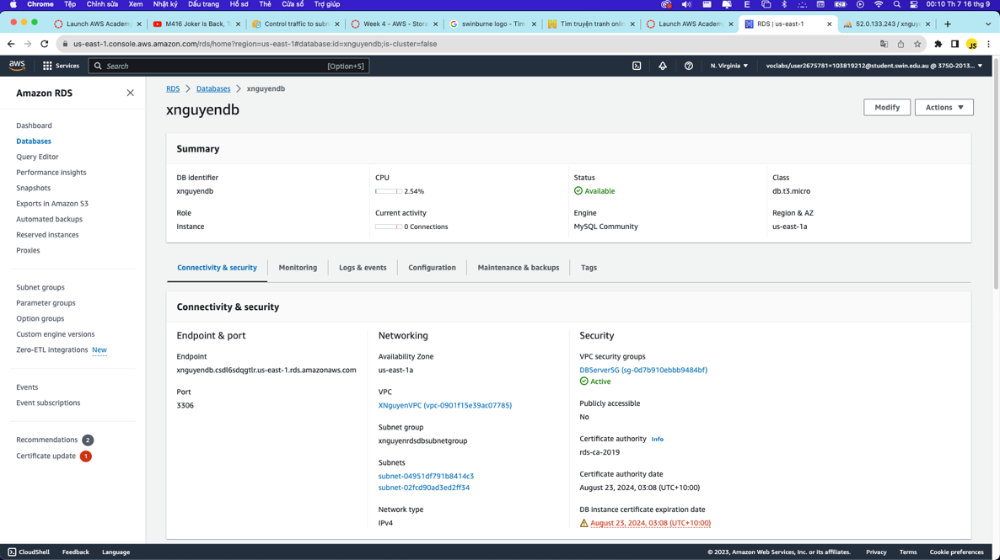 Chrome Tệp Chỉnh sửa Xem Nhật ký Dấu trang Hồ sơ Thẻ Cửa sổ Trợ giúp 00:10 Th 7 16 thg 9
Launch AWS Academy
M416 Joker is Back, T
Control traffic to subn
Week 4 – AWS - Stora
swinburne logo - Tìm
Tìm truyện tranh onlin
Launch AWS Academ
RDS | us-east-1
52.0.133.243 / xnguye
us-east-1.console.aws.amazon.com/rds/home?region=us-east-1#database:id=xnguyendb;is-cluster=false
aws Services Search [Option+S] N. Virginia voclabs/user2675781=103819212@student.swin.edu.au @ 3750-2013...
Amazon RDS
Dashboard
Databases
Query Editor
Performance insights
Snapshots
Exports in Amazon S3
Automated backups
Reserved instances
Proxies
Subnet groups
Parameter groups
Option groups
Custom engine versions
Zero-ETL integrations New
Events
Event subscriptions
Recommendations 2
Certificate update 1
RDS > Databases > xnguyendb
xnguyendb
Modify Actions
Summary
DB identifier
xnguyendb
Role
Instance
CPU
2.54%
Current activity
0 Connections
Status
Available
Engine
MySQL Community
Class
db.t3.micro
Region & AZ
us-east-1a
Connectivity & security Monitoring Logs & events Configuration Maintenance & backups Tags
Connectivity & security
Endpoint & port
Endpoint
xnguyendb.csdl6sdqgtlr.us-east-1.rds.amazonaws.com
Port
3306
Networking
Availability Zone
us-east-1a
VPC
XNguyenVPC (vpc-0901f15e39ac07785)
Subnet group
xnguyenrdsdbsubnetgroup
Subnets
subnet-04951df791b8414c3
subnet-02fcd90ad3ed2ff34
Network type
IPv4
Security
VPC security groups
DBServerSG (sg-0d7b910ebbb9484bf)
Active
Publicly accessible
No
Certificate authority Info
rds-ca-2019
Certificate authority date
August 23, 2024, 03:08 (UTC+10:00)
DB instance certificate expiration date
August 23, 2024, 03:08 (UTC+10:00)
CloudShell Feedback Language © 2023, Amazon Web Services, Inc. or its affiliates. Privacy Terms Cookie preferences